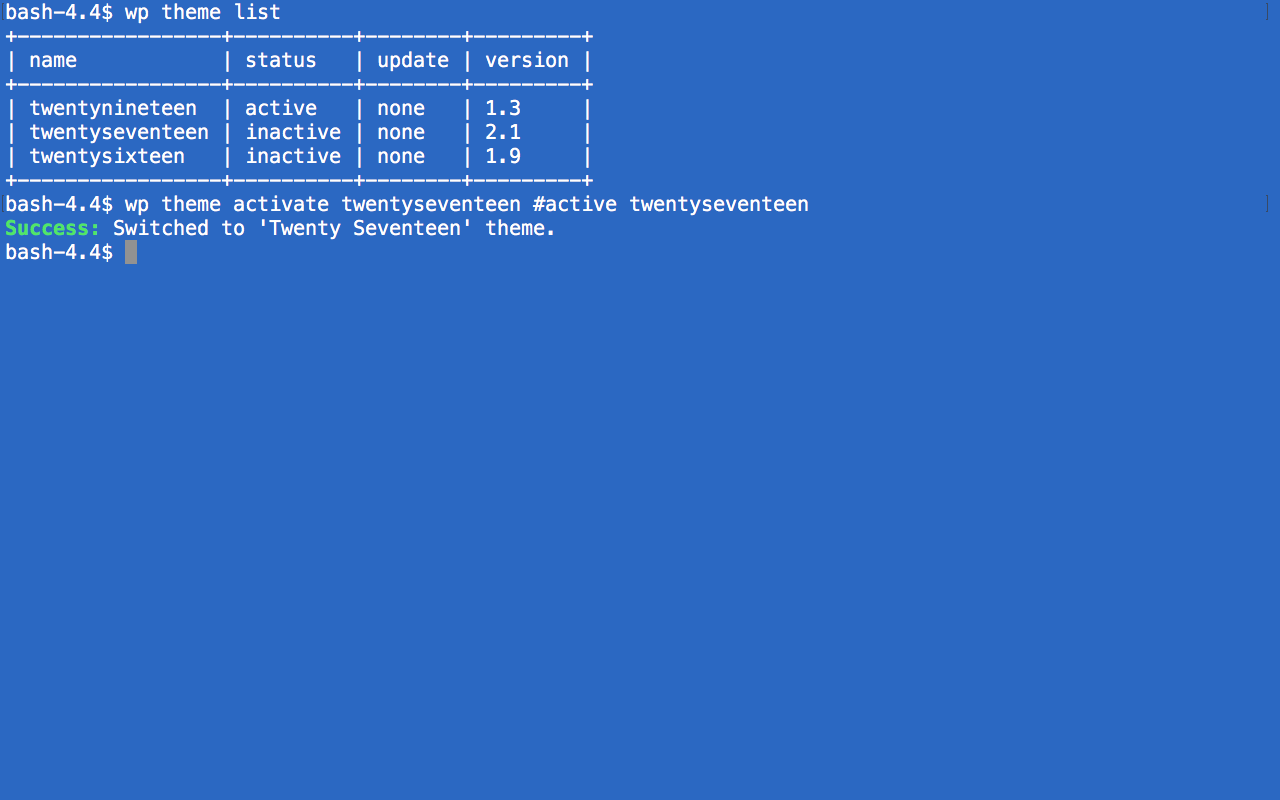 bash-4.4$ wp theme list
+-----------------+----------+--------+---------+
| name            | status   | update | version |
+-----------------+----------+--------+---------+
| twentynineteen  | active   | none   | 1.3     |
| twentyseventeen | inactive | none   | 2.1     |
| twentysixteen   | inactive | none   | 1.9     |
+-----------------+----------+--------+---------+
bash-4.4$ wp theme activate twentyseventeen #active twentyseventeen
Success: Switched to 'Twenty Seventeen' theme.
bash-4.4$